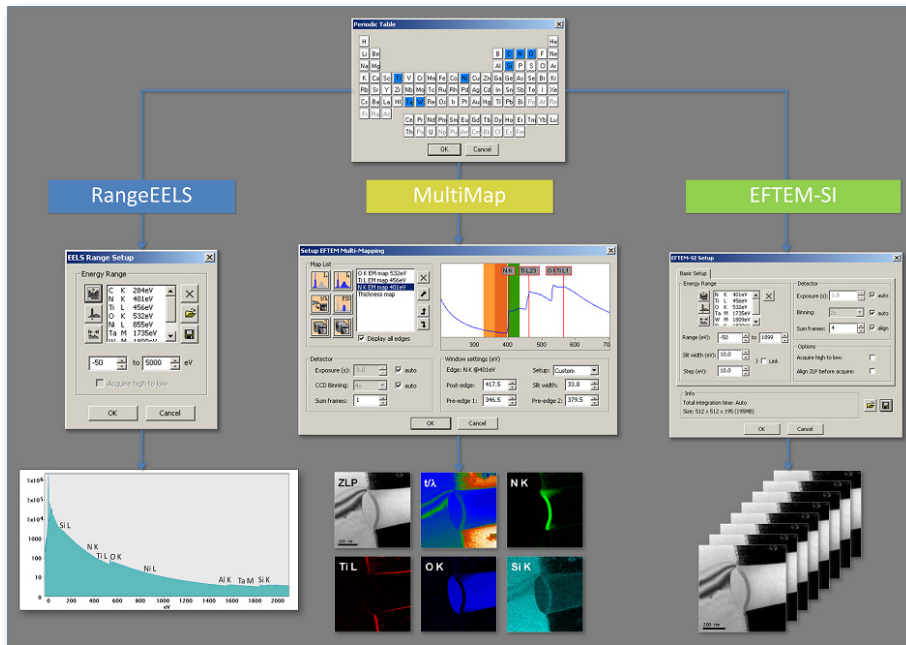 Periodic Table
H He
Li Be B C N O F Ne
Na Mg Al Si P S Cl Ar
K Ca Sc Ti V Cr Mn Fe Co Ni Cu Zn Ga Ge As Se Br Kr
Rb Sr Y Zr Nb Mo Tc Ru Rh Pd Ag Cd In Sn Sb Te I Xe
Cs Ba La Hf Ta W Re Os Ir Pt Au Hg Tl Pb Bi Po At Rn
Fr Ra Ac
Ce Pr Nd Pm Sm Eu Gd Tb Dy Ho Er Tm Yb Lu
Th Pa U Np Pu Am Cm Bk Cf Es Fm
OK Cancel
RangeEELS
MultiMap
EFTEM-SI
EELS Range Setup
Energy Range
C K 284eV
N K 401eV
Ti L 456eV
O K 532eV
Ni L 855eV
Ta M 1735eV
W M 1809eV
-50 to 5000 eV
Acquire high to low
OK Cancel
Setup EFTEM Multi-Mapping
Map List
O K EM map 532eV
Ti L EM map 456eV
N K EM map 401eV
Thickness map
Display all edges
N K Ti L23 O K Ti L1
300 400 500 600
Detector
Exposure (s): 3.0 auto
CCD Binning: 4x auto
Sum frames: 1
Window settings (eV)
Edge: N K @401eV Setup: Custom
Post-edge: 417.5 Slit width: 33.0
Pre-edge 1: 346.5 Pre-edge 2: 379.5
OK Cancel
EFTEM-SI Setup
Basic Setup
Energy Range
N K 401eV
Ti L 456eV
O K 532eV
Ta M 1735eV
W M 1809eV
Range (eV): -50 to 1899
Slit width (eV): 10.0
Link
Step (eV): 10.0
Detector
Exposure (s): auto
Binning: 2x auto
Sum frames: 4 align
Options
Acquire high to low:
Align ZLP before acquire:
Info
Total integration time: Auto
Size: 512 x 512 x 195 (195MB)
OK Cancel
1x10⁶
1x10⁵
1x10⁴
1000
100
10
0
Si L
N K
Ti L
O K
Ni L
Al K
Ta M
Si K
0 200 400 600 800 1000 1200 1400 1600 1800 2000
eV
ZLP
200 nm
t/λ
N K
Ti L
O K
Si K
200 nm